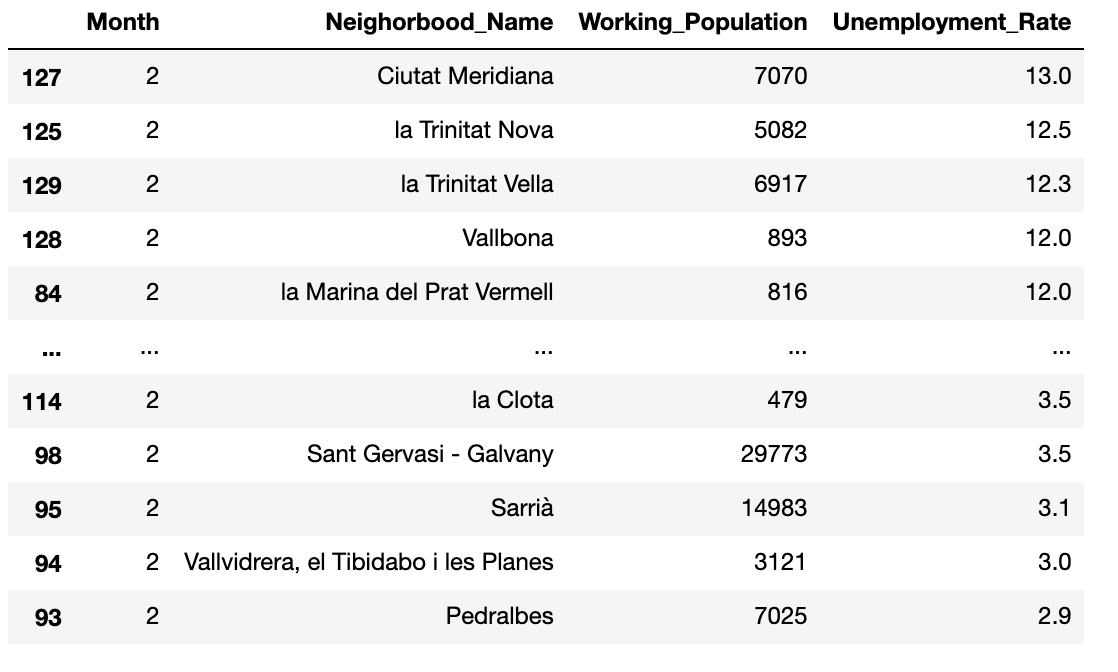 Month Neighorbood_Name Working_Population Unemployment_Rate
127 2 Ciutat Meridiana 7070 13.0
125 2 la Trinitat Nova 5082 12.5
129 2 la Trinitat Vella 6917 12.3
128 2 Vallbona 893 12.0
84 2 la Marina del Prat Vermell 816 12.0
... ... ... ... ...
114 2 la Clota 479 3.5
98 2 Sant Gervasi - Galvany 29773 3.5
95 2 Sarrià 14983 3.1
94 2 Vallvidrera, el Tibidabo i les Planes 3121 3.0
93 2 Pedralbes 7025 2.9